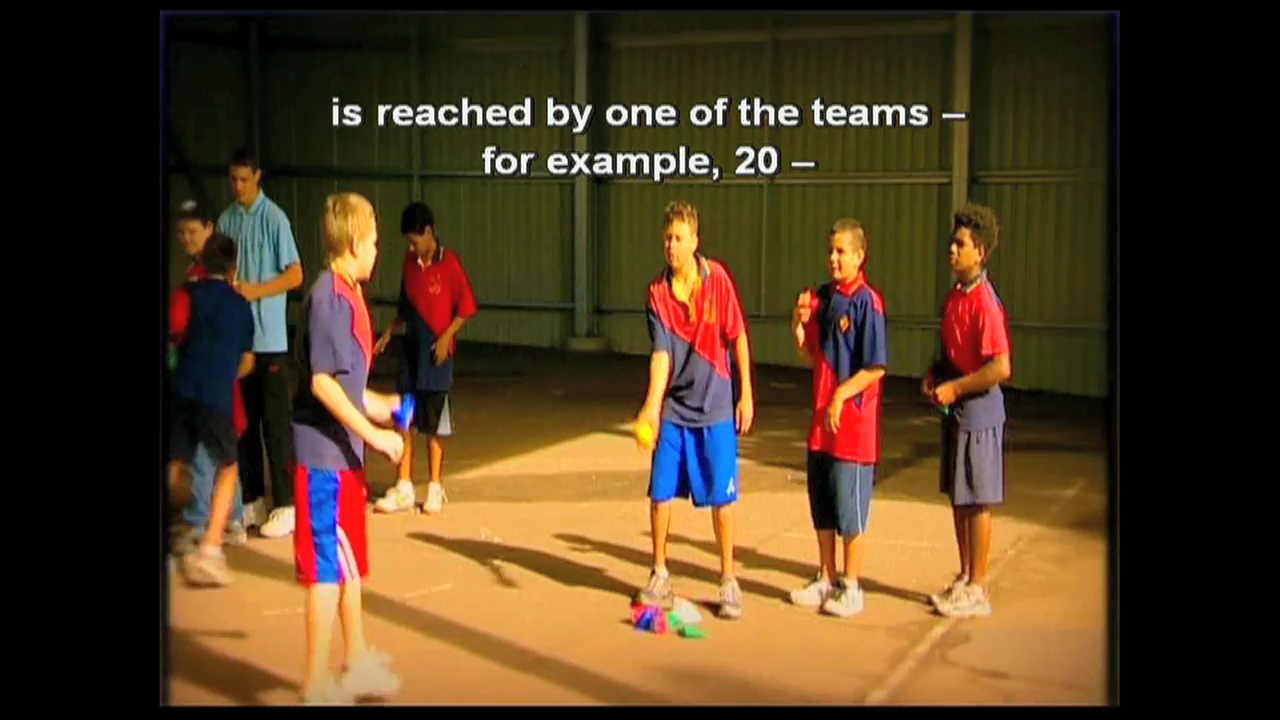 is reached by one of the teams –
for example, 20 –